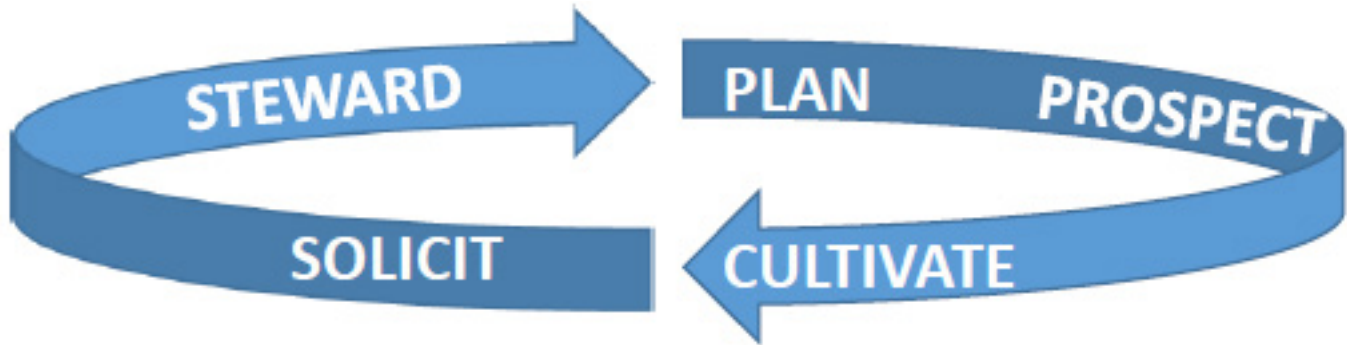 STEWARD
PLAN
PROSPECT
SOLICIT
CULTIVATE